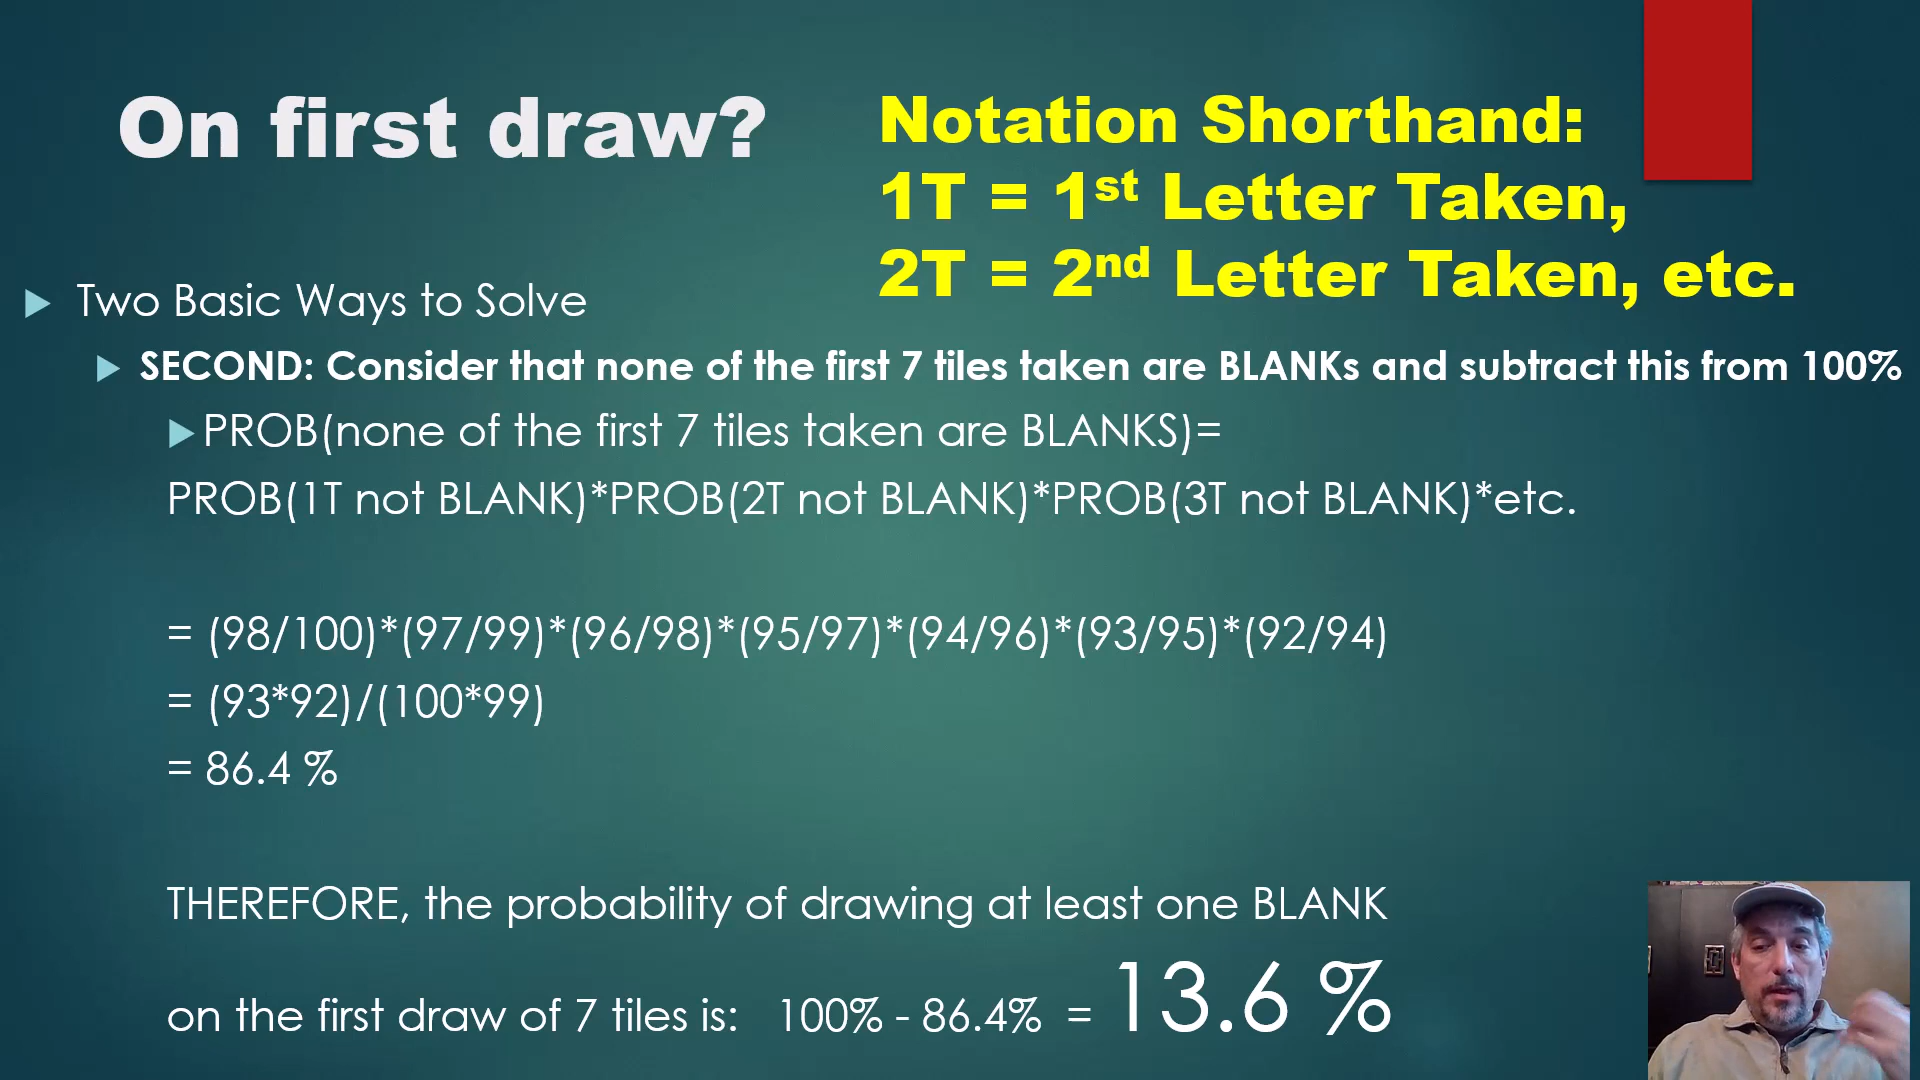 On first draw?
Notation Shorthand:
1T = 1st Letter Taken,
2T = 2nd Letter Taken, etc.
Two Basic Ways to Solve
SECOND: Consider that none of the first 7 tiles taken are BLANKs and subtract this from 100%
PROB(none of the first 7 tiles taken are BLANKS)=
PROB(1T not BLANK)*PROB(2T not BLANK)*PROB(3T not BLANK)*etc.
= (98/100)*(97/99)*(96/98)*(95/97)*(94/96)*(93/95)*(92/94)
= (93*92)/(100*99)
= 86.4 %
THEREFORE, the probability of drawing at least one BLANK
on the first draw of 7 tiles is: 100% - 86.4% = 13.6 %